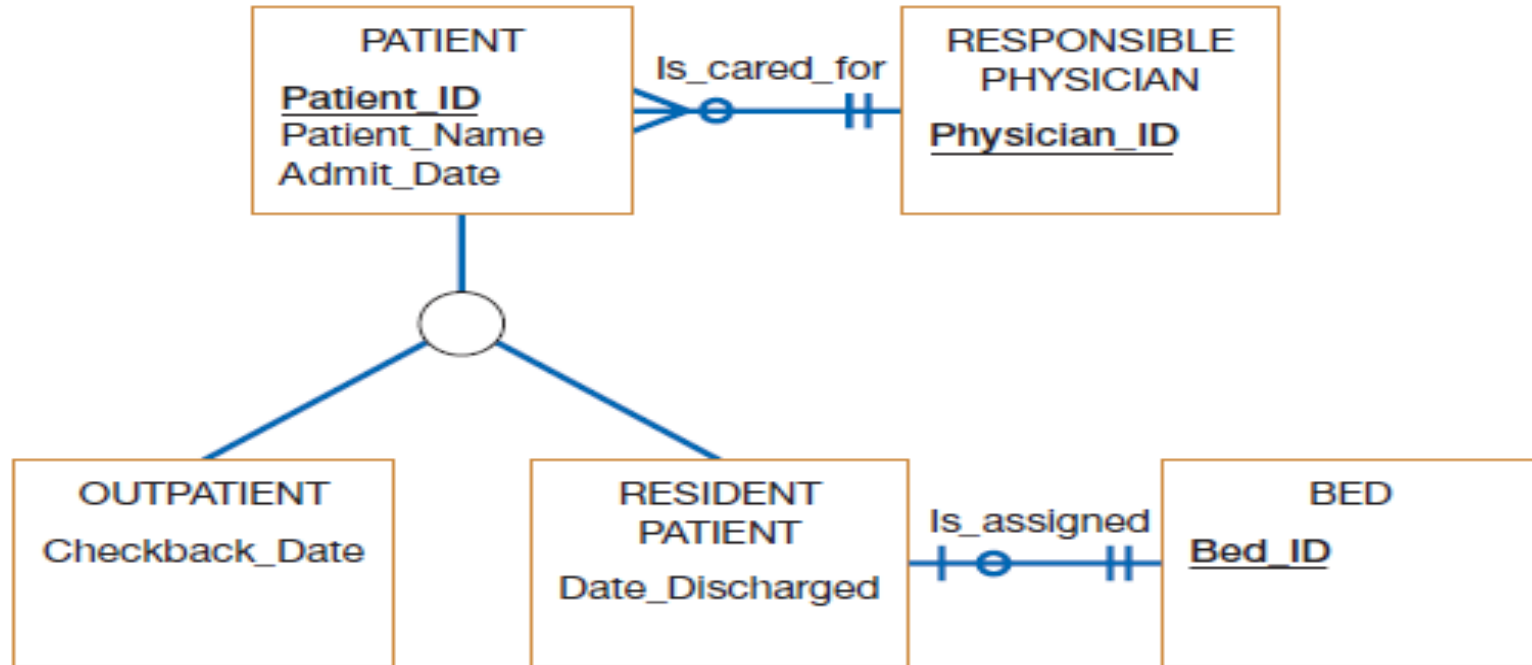 PATIENT
Patient_ID
Patient_Name
Admit_Date
Is_cared_for
RESPONSIBLE
PHYSICIAN
Physician_ID
OUTPATIENT
Checkback_Date
RESIDENT
PATIENT
Date_Discharged
Is_assigned
BED
Bed_ID